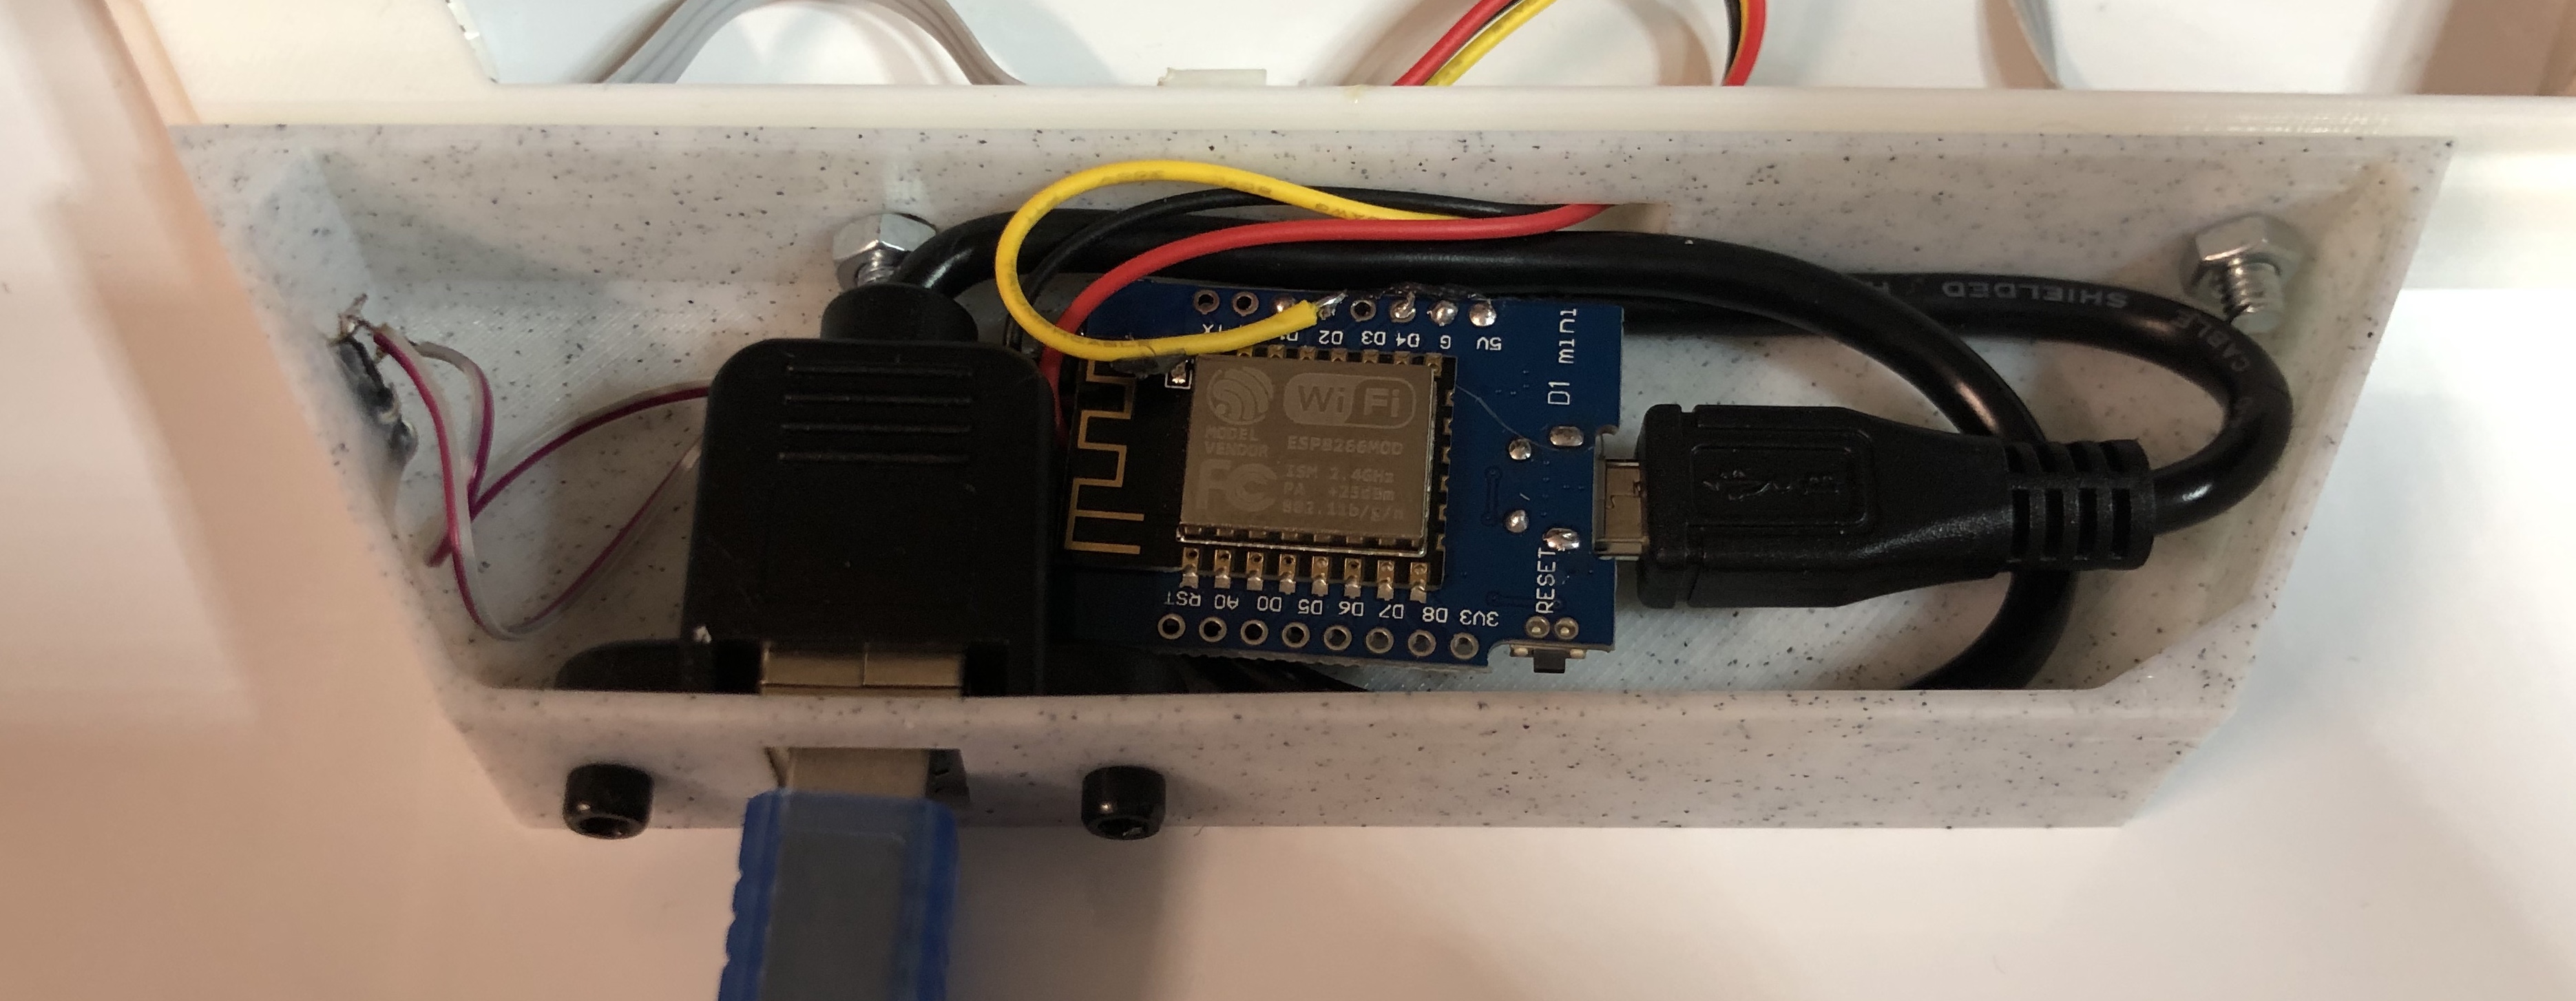 SHIELDED
CABLE
TX
D1
D2
D3
D4
G
5V
D1 mini
WiFi
MODEL
VENDOR
ESP8266MOD
ISM 2.4GHz
PA +25dBm
802.11b/g/n
FC
RESET
RST
A0
D0
D5
D6
D7
D8
3V3